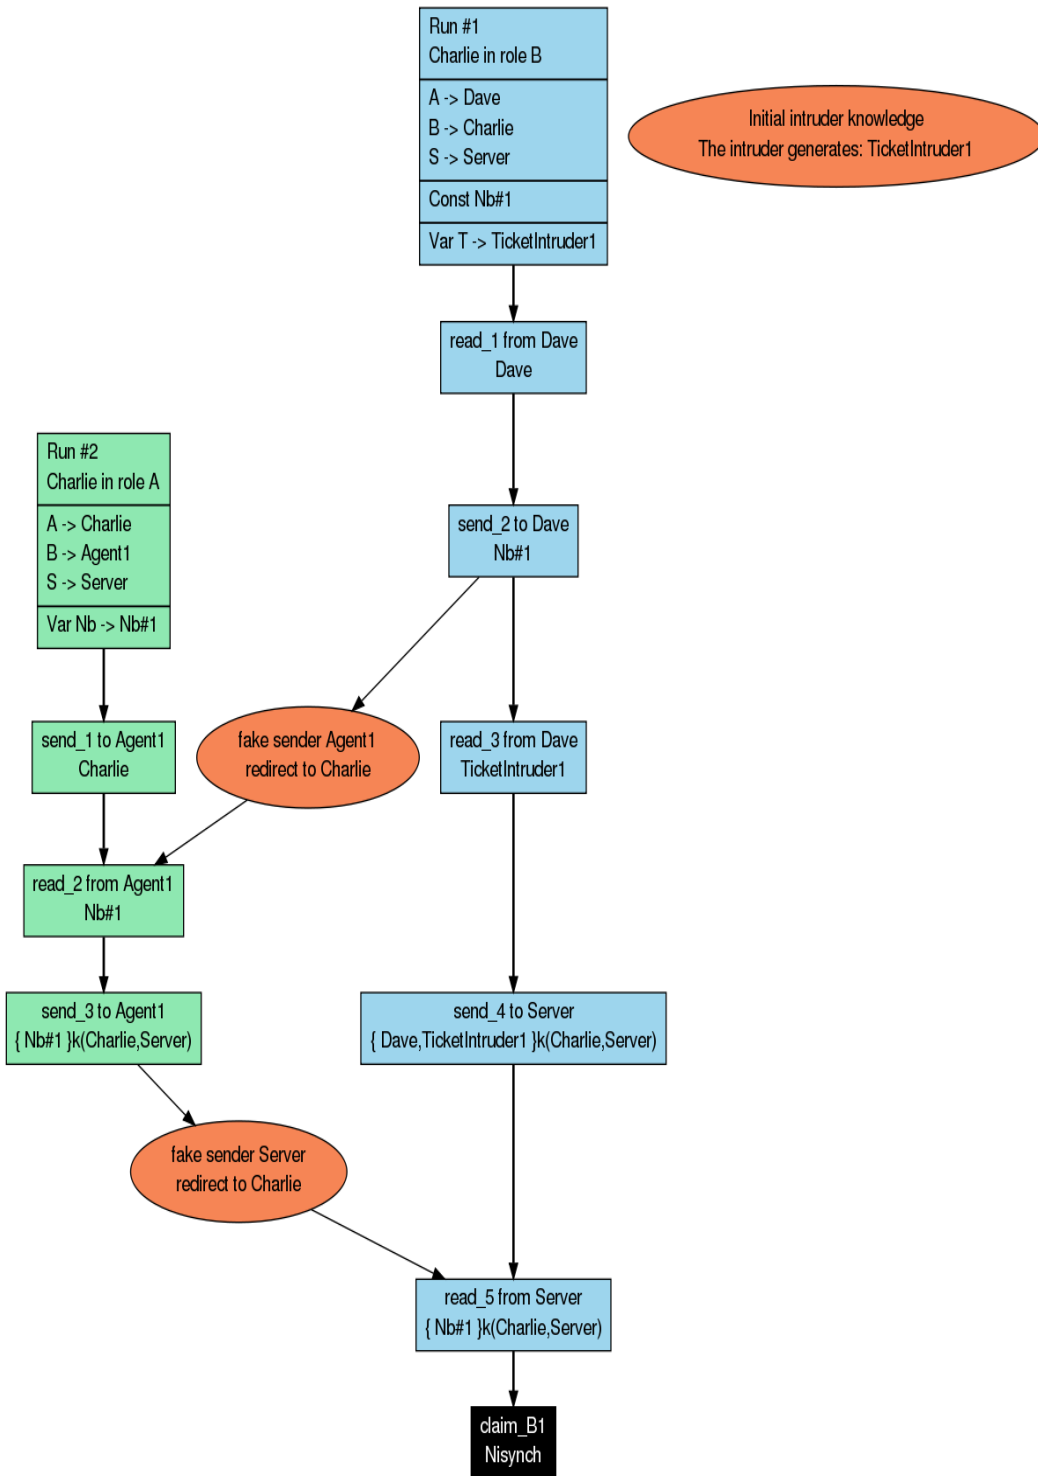 Run #1
Charlie in role B
A -> Dave
B -> Charlie
S -> Server
Const Nb#1
Var T -> TicketIntruder1
Initial intruder knowledge
The intruder generates: TicketIntruder1
read_1 from Dave
Dave
Run #2
Charlie in role A
A -> Charlie
B -> Agent1
S -> Server
Var Nb -> Nb#1
send_2 to Dave
Nb#1
send_1 to Agent1
Charlie
fake sender Agent1
redirect to Charlie
read_3 from Dave
TicketIntruder1
read_2 from Agent1
Nb#1
send_3 to Agent1
{ Nb#1 }k(Charlie,Server)
send_4 to Server
{ Dave,TicketIntruder1 }k(Charlie,Server)
fake sender Server
redirect to Charlie
read_5 from Server
{ Nb#1 }k(Charlie,Server)
claim_B1
Nisynch